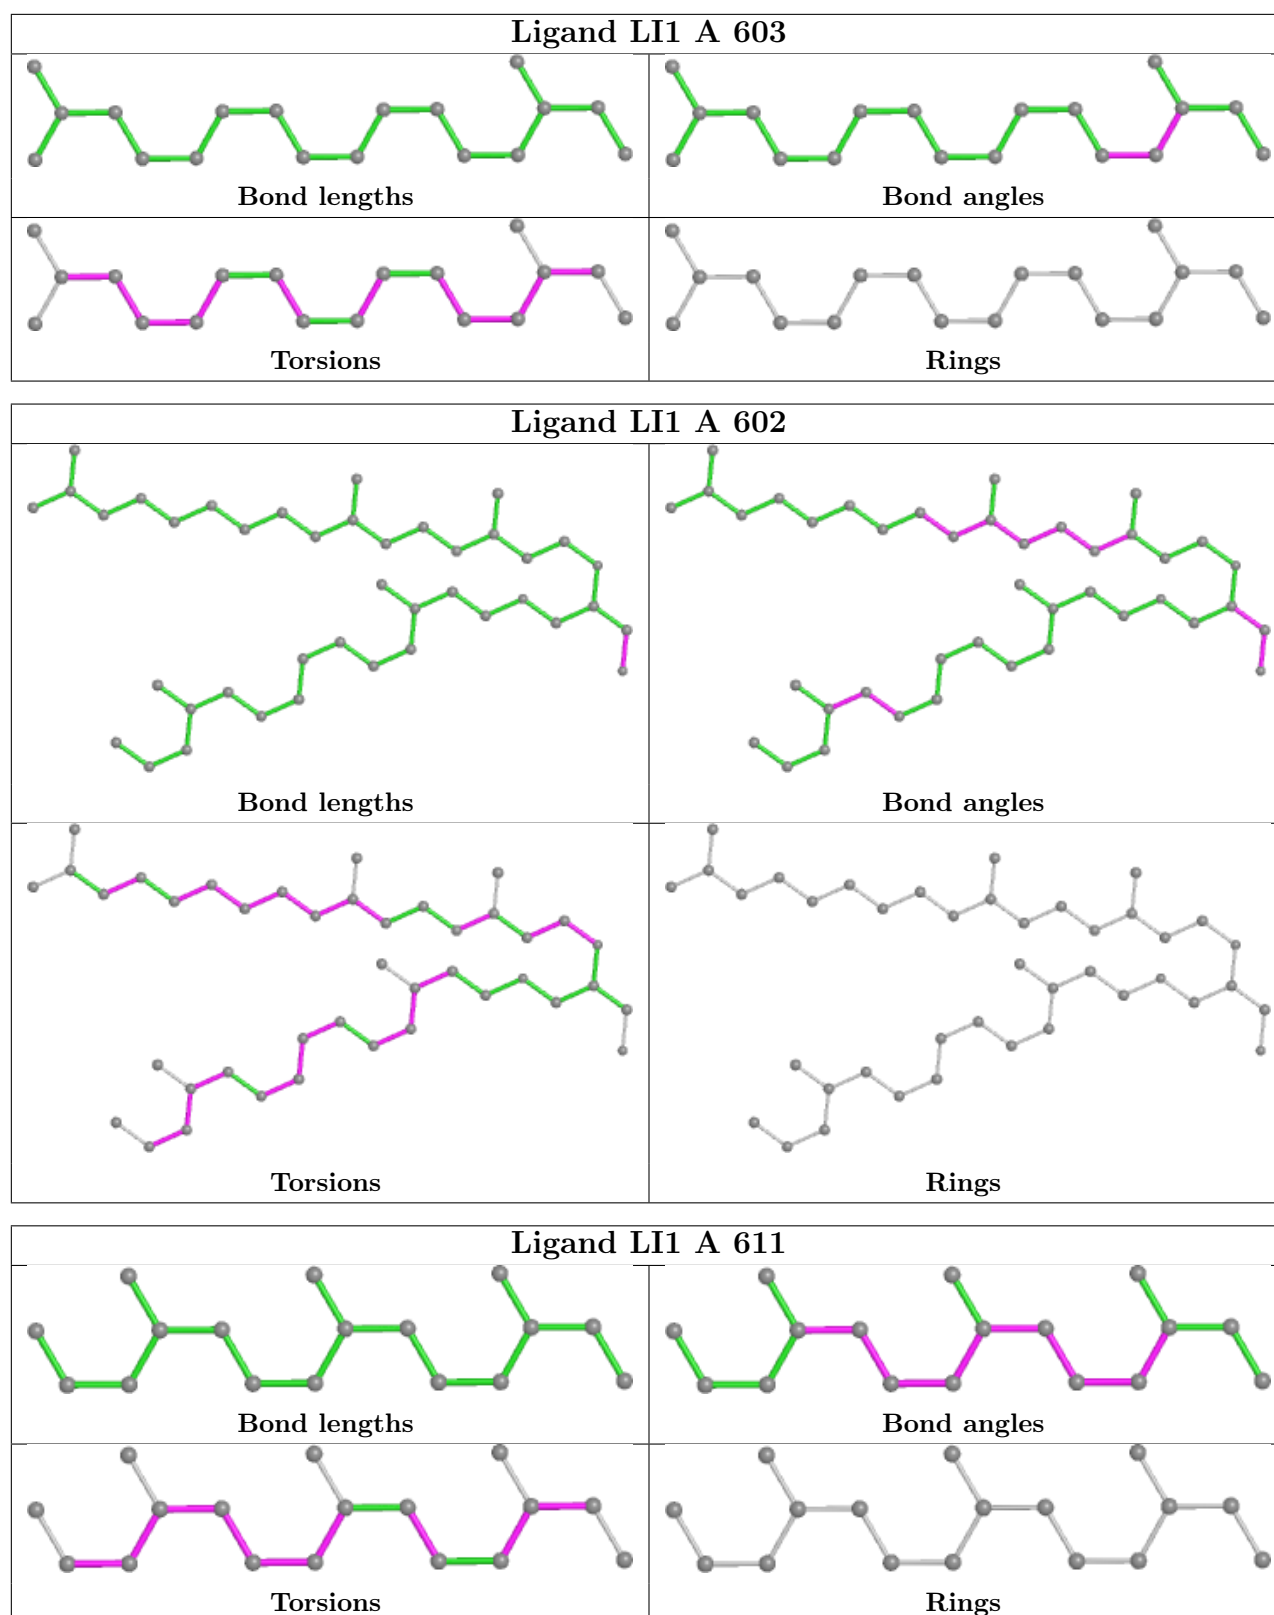 Ligand LI1 A 603
Bond lengths
Bond angles
Torsions
Rings
Ligand LI1 A 602
Bond lengths
Bond angles
Torsions
Rings
Ligand LI1 A 611
Bond lengths
Bond angles
Torsions
Rings